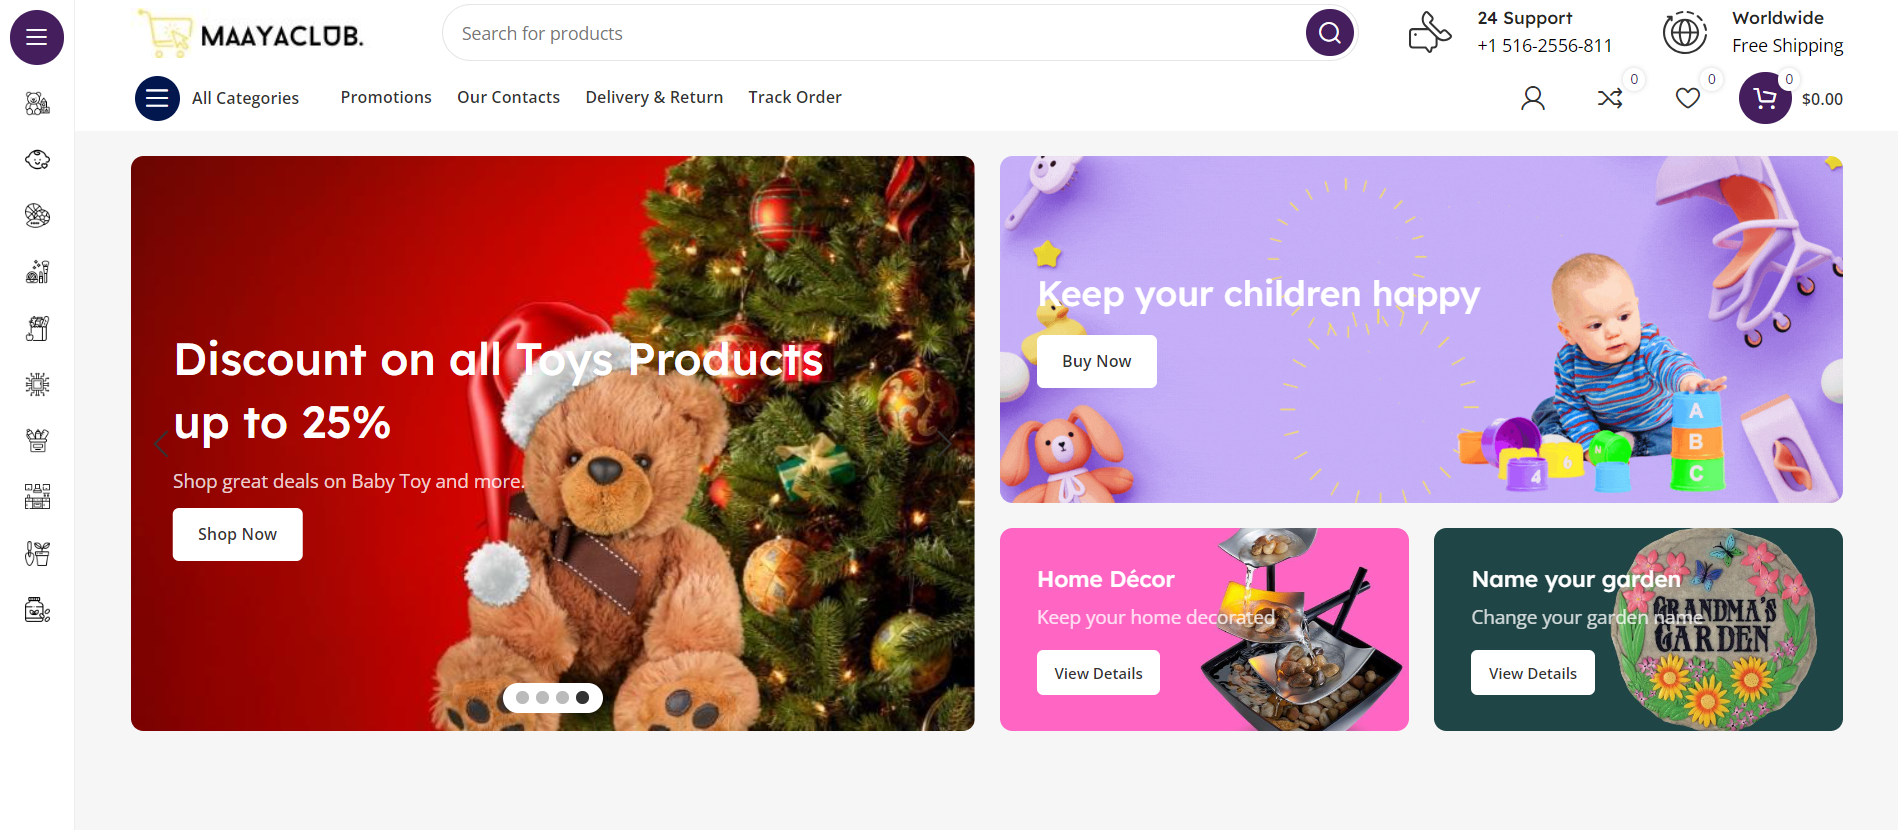 MAAYACLUB.
Search for products
24 Support
+1 516-2556-811
Worldwide
Free Shipping
All Categories
Promotions
Our Contacts
Delivery & Return
Track Order
0
0
0
$0.00
Discount on all Toys Products
up to 25%
Shop great deals on Baby Toy and more.
Shop Now
Keep your children happy
Buy Now
A
B
C
6
N
4
Home Décor
Keep your home decorated
View Details
Name your garden
Change your garden name
View Details
GRANDMA'S
GARDEN